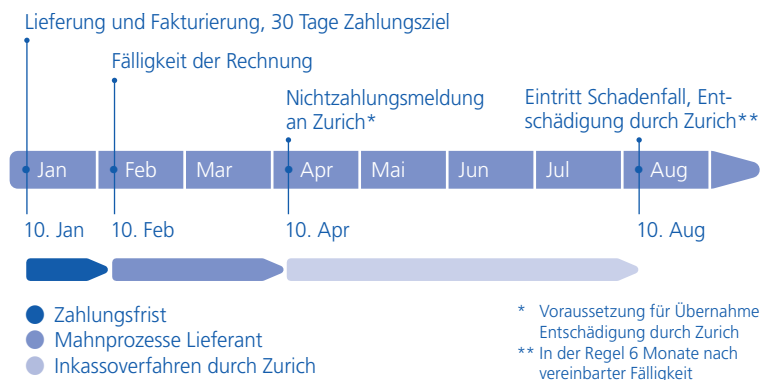 Lieferung und Fakturierung, 30 Tage Zahlungsziel
Fälligkeit der Rechnung
Nichtzahlungsmeldung
an Zurich*
Eintritt Schadenfall, Ent-
schädigung durch Zurich**
Jan Feb Mar Apr Mai Jun Jul Aug
10. Jan 10. Feb 10. Apr 10. Aug
Zahlungsfrist
Mahnprozesse Lieferant
Inkassoverfahren durch Zurich
* Voraussetzung für Übernahme
Entschädigung durch Zurich
** In der Regel 6 Monate nach
vereinbarter Fälligkeit